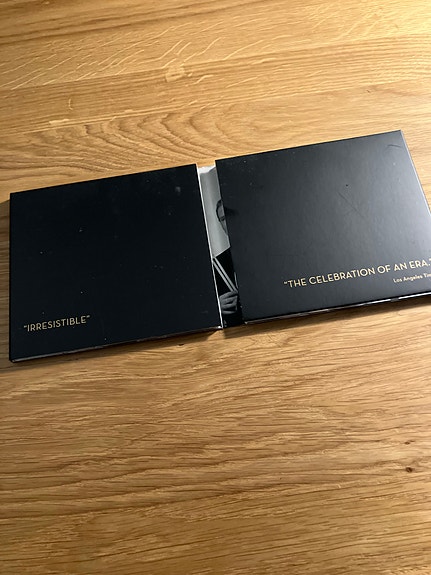 "IRRESISTIBLE"
"THE CELEBRATION OF AN ERA."
Los Angeles